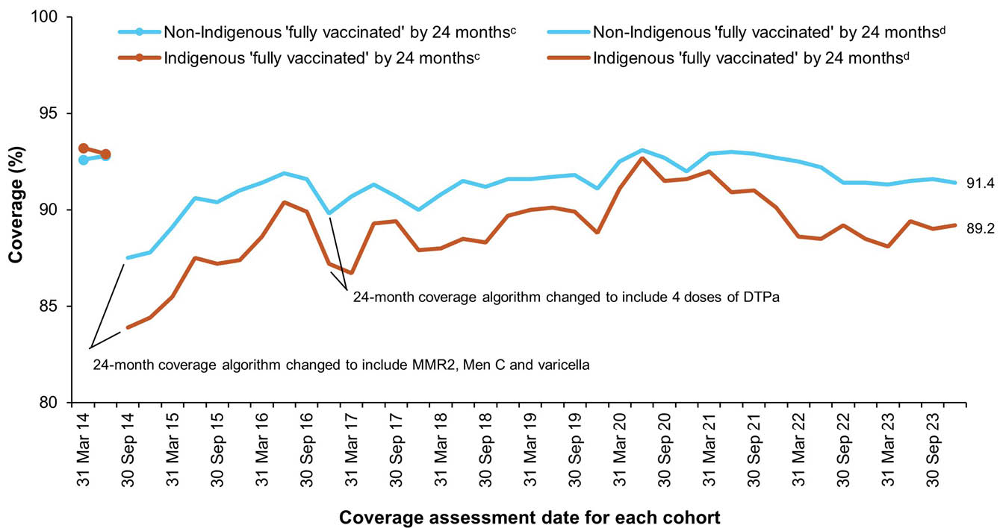 100
95
90
85
80
Coverage (%)
Non-Indigenous 'fully vaccinated' by 24 monthsᶜ
Non-Indigenous 'fully vaccinated' by 24 monthsᵈ
Indigenous 'fully vaccinated' by 24 monthsᶜ
Indigenous 'fully vaccinated' by 24 monthsᵈ
91.4
89.2
24-month coverage algorithm changed to include 4 doses of DTPa
24-month coverage algorithm changed to include MMR2, Men C and varicella
31 Mar 14
30 Sep 14
31 Mar 15
30 Sep 15
31 Mar 16
30 Sep 16
31 Mar 17
30 Sep 17
31 Mar 18
30 Sep 18
31 Mar 19
30 Sep 19
31 Mar 20
30 Sep 20
31 Mar 21
30 Sep 21
31 Mar 22
30 Sep 22
31 Mar 23
30 Sep 23
Coverage assessment date for each cohort